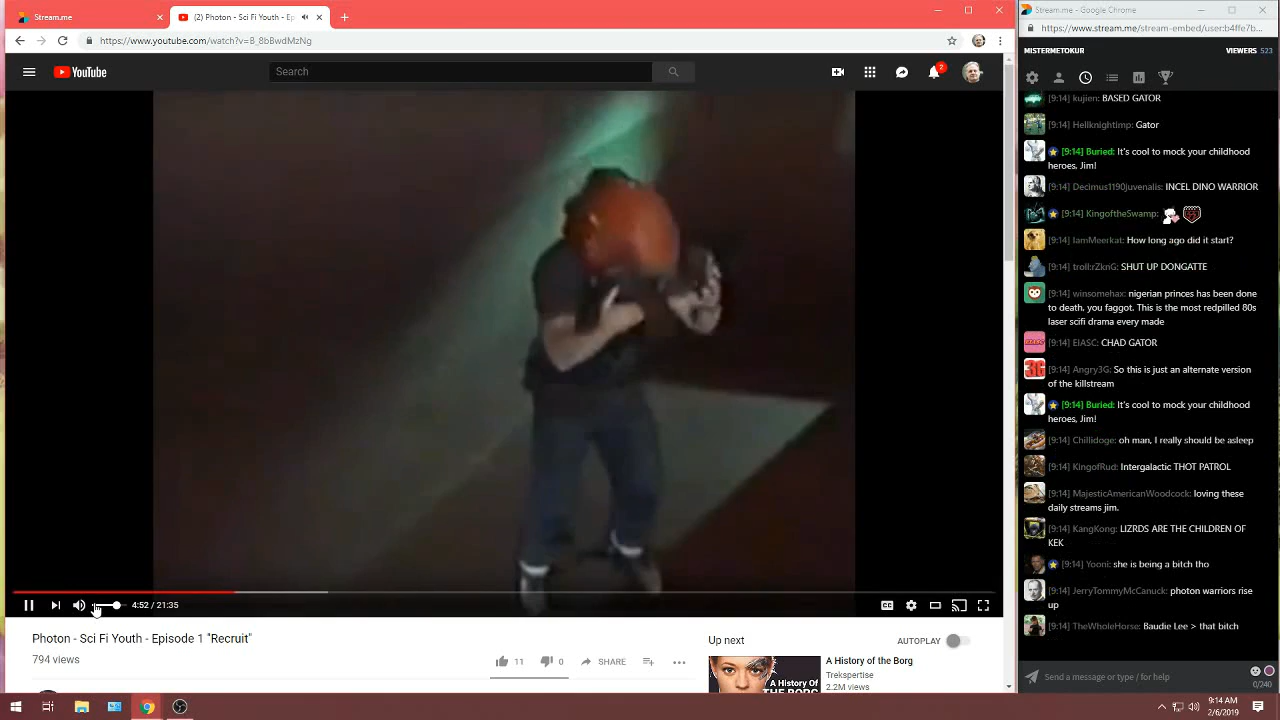 Stream.me
(2) Photon - Sci Fi Youth - Ep
Stream.me - Google Chrome
https://www.youtube.com/watch?v=B_8bBwdMzNg
https://www.stream.me/stream-embed/user:b4ffe7b...
MISTERMETOKUR
VIEWERS 523
YouTube
Search
2
[9:14] kujien: BASED GATOR
[9:14] Hellknightimp: Gator
[9:14] Buried: It's cool to mock your childhood
heroes, Jim!
[9:14] Decimus1190Juvenalis: INCEL DINO WARRIOR
[9:14] KingoftheSwamp:
[9:14] IamMeerkat: How long ago did it start?
[9:14] troll:rZknG: SHUT UP DONGATTE
[9:14] winsomehax: nigerian princes has been done
to death, you faggot. This is the most redpilled 80s
laser scifi drama every made
[9:14] EIASC: CHAD GATOR
[9:14] Angry3G: So this is just an alternate version
of the killstream
[9:14] Buried: It's cool to mock your childhood
heroes, Jim!
[9:14] Chillidoge: oh man, I really should be asleep
[9:14] KingofRud: Intergalactic THOT PATROL
[9:14] MajesticAmericanWoodcock: loving these
daily streams jim.
[9:14] KangKong: LIZRDS ARE THE CHILDREN OF
KEK
[9:14] Yooni: she is being a bitch tho
[9:14] JerryTommyMcCanuck: photon warriors rise
up
[9:14] TheWholeHorse: Baudie Lee > that bitch
4:52 / 21:35
CC
Photon - Sci Fi Youth - Episode 1 "Recruit"
794 views
11
0
SHARE
Up next
AUTOPLAY
A History Of
THE BORG
A History of the Borg
Trekspertise
2.2M views
Send a message or type / for help
0/240
9:14 AM
2/6/2019